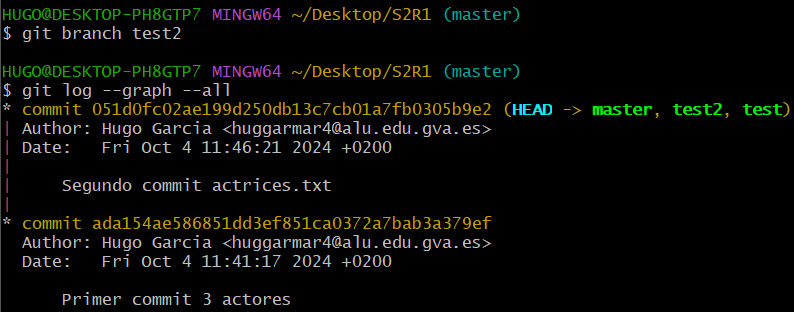 HUGO@DESKTOP-PH8GTP7 MINGW64 ~/Desktop/S2R1 (master)
$ git branch test2
HUGO@DESKTOP-PH8GTP7 MINGW64 ~/Desktop/S2R1 (master)
$ git log --graph --all
* commit 051d0fc02ae199d250db13c7cb01a7fb0305b9e2 (HEAD -> master, test2, test)
| Author: Hugo Garcia <huggarmar4@alu.edu.gva.es>
| Date:   Fri Oct 4 11:46:21 2024 +0200
|
|     Segundo commit actrices.txt
|
* commit ada154ae586851dd3ef851ca0372a7bab3a379ef
  Author: Hugo Garcia <huggarmar4@alu.edu.gva.es>
  Date:   Fri Oct 4 11:41:17 2024 +0200
      Primer commit 3 actores